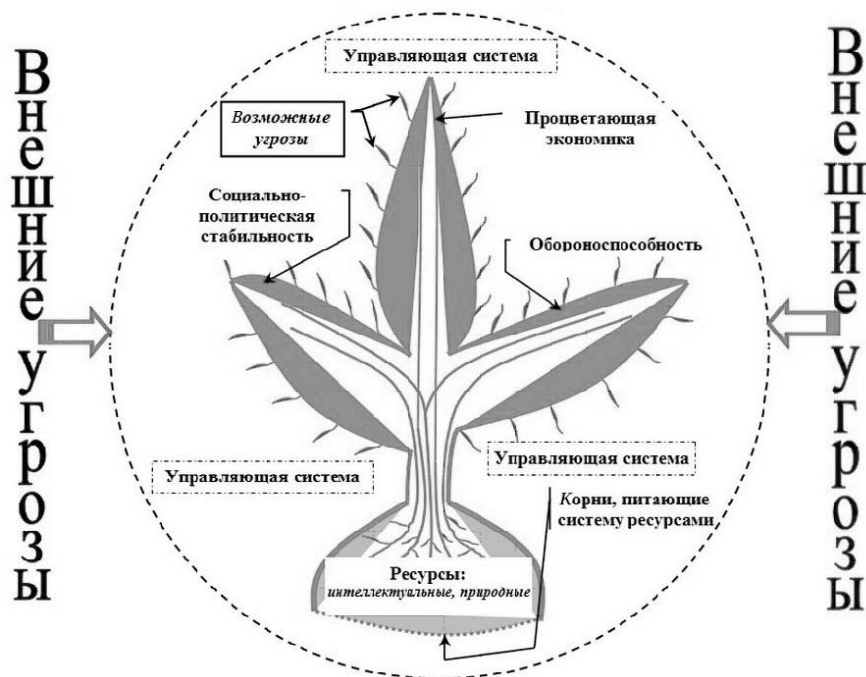 Внешние угрозы
Управляющая система
Возможные
угрозы
Процветающая
экономика
Социально-
политическая
стабильность
Обороноспособность
Управляющая система
Управляющая система
Корни, питающие
систему ресурсами
Ресурсы:
интеллектуальные, природные
Внешние угрозы